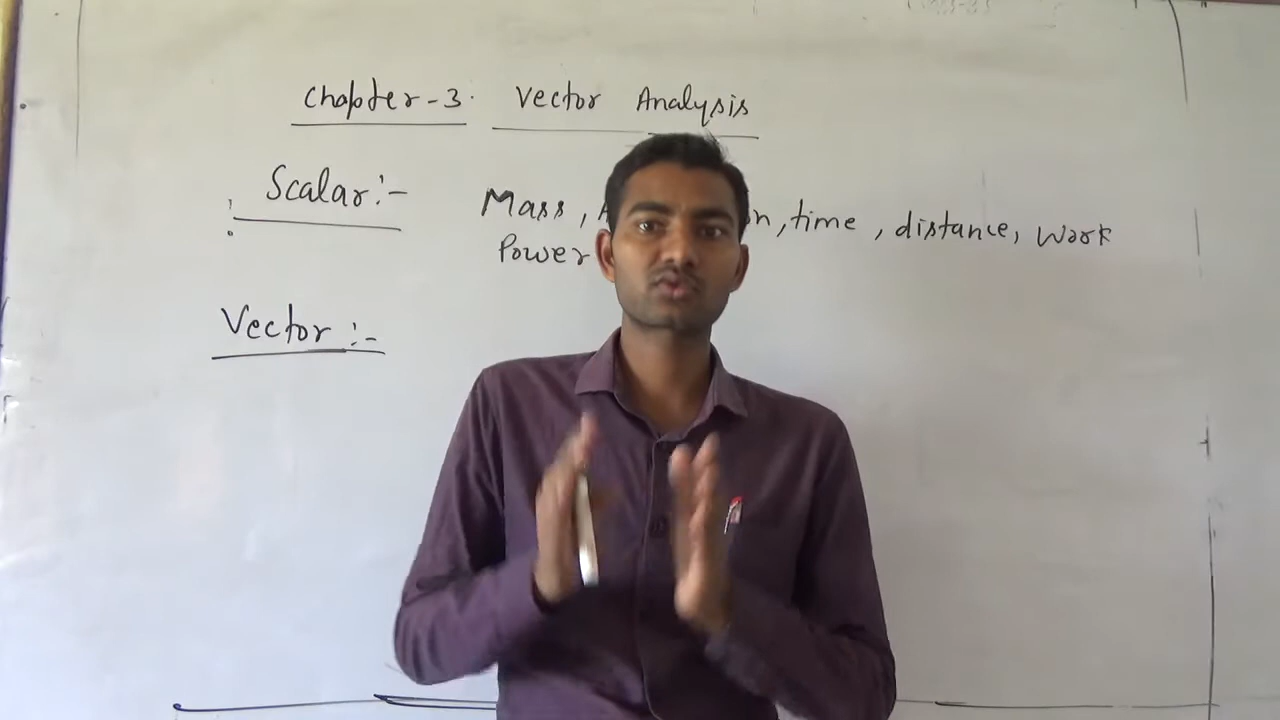 Chapter-3. Vector Analysis
Scalar:- Mass, time, distance, Work
Power
Vector:-